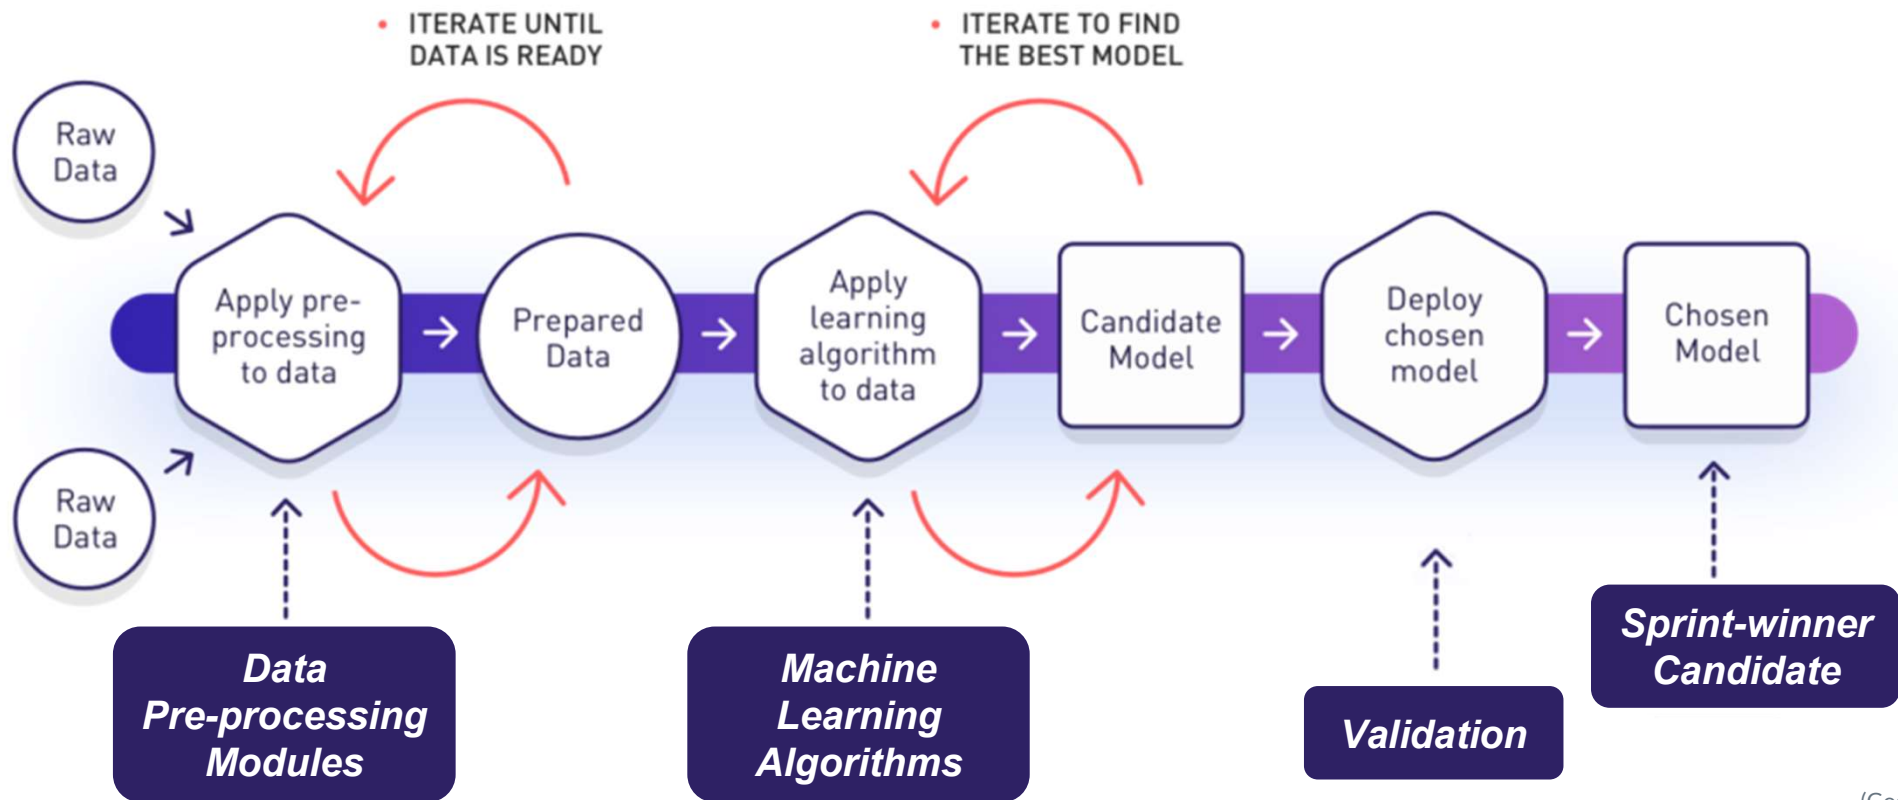 ITERATE UNTIL
DATA IS READY
ITERATE TO FIND
THE BEST MODEL
Raw
Data
Apply pre-
processing
to data
Prepared
Data
Apply
learning
algorithm
to data
Candidate
Model
Deploy
chosen
model
Chosen
Model
Raw
Data
Data
Pre-processing
Modules
Machine
Learning
Algorithms
Validation
Sprint-winner
Candidate